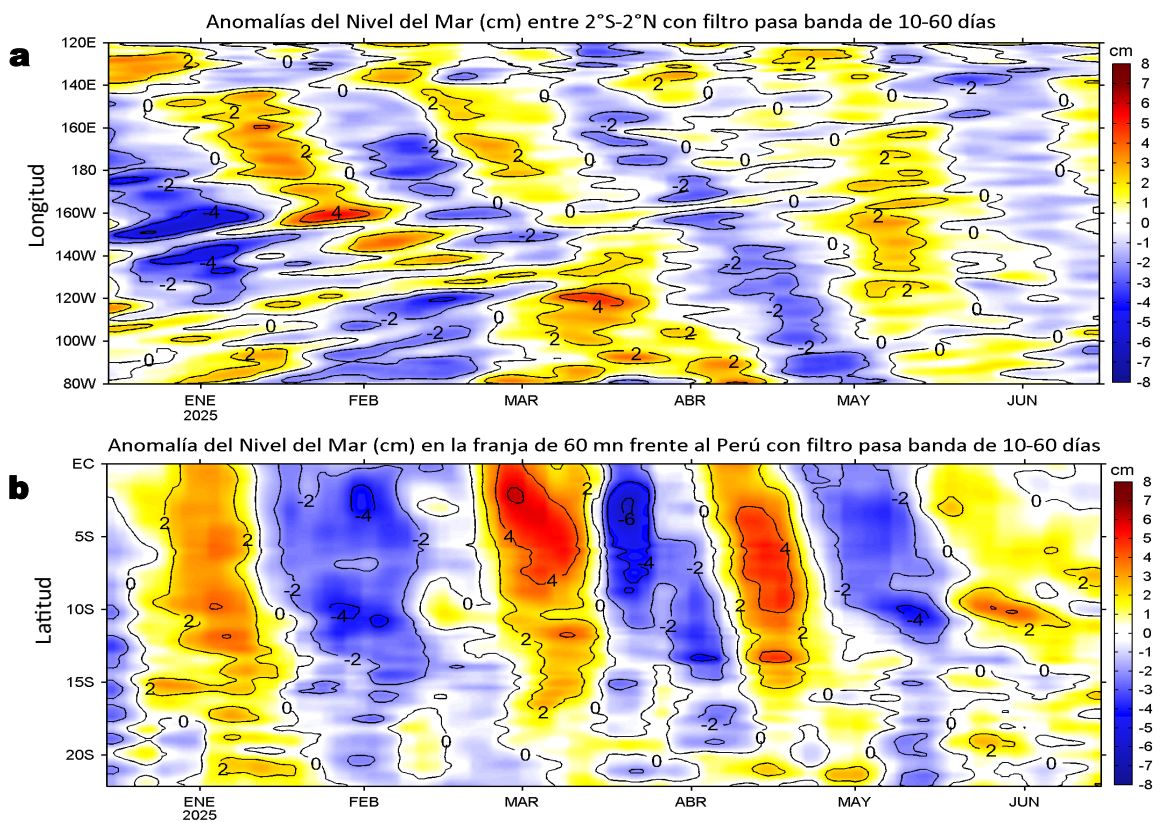 Anomalías del Nivel del Mar (cm) entre 2°S-2°N con filtro pasa banda de 10-60 días
a
Longitud
120E
140E
160E
180
160W
140W
120W
100W
80W
ENE
2025
FEB
MAR
ABR
MAY
JUN
cm
8
7
6
5
4
3
2
1
0
-1
-2
-3
-4
-5
-6
-7
-8
Anomalía del Nivel del Mar (cm) en la franja de 60 mn frente al Perú con filtro pasa banda de 10-60 días
b
Latitud
EC
5S
10S
15S
20S
ENE
2025
FEB
MAR
ABR
MAY
JUN
cm
8
7
6
5
4
3
2
1
0
-1
-2
-3
-4
-5
-6
-7
-8